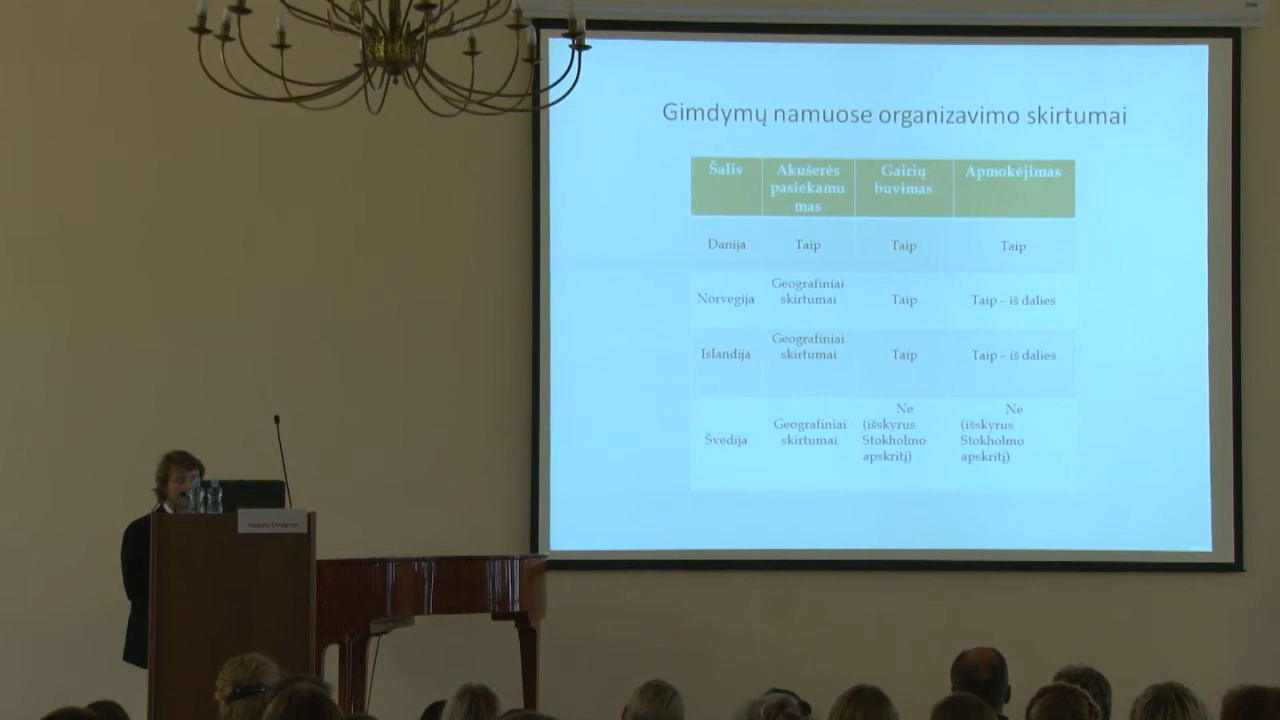 Gimdymų namuose organizavimo skirtumai
Šalis
Akušerės
pasiekamu
mas
Gairių
buvimas
Apmokėjimas
Danija
Taip
Taip
Taip
Norvegija
Geografiniai
skirtumai
Taip
Taip – iš dalies
Islandija
Geografiniai
skirtumai
Taip
Taip – iš dalies
Švedija
Geografiniai
skirtumai
Ne
(išskyrus
Stokholmo
apskritį)
Ne
(išskyrus
Stokholmo
apskritį)